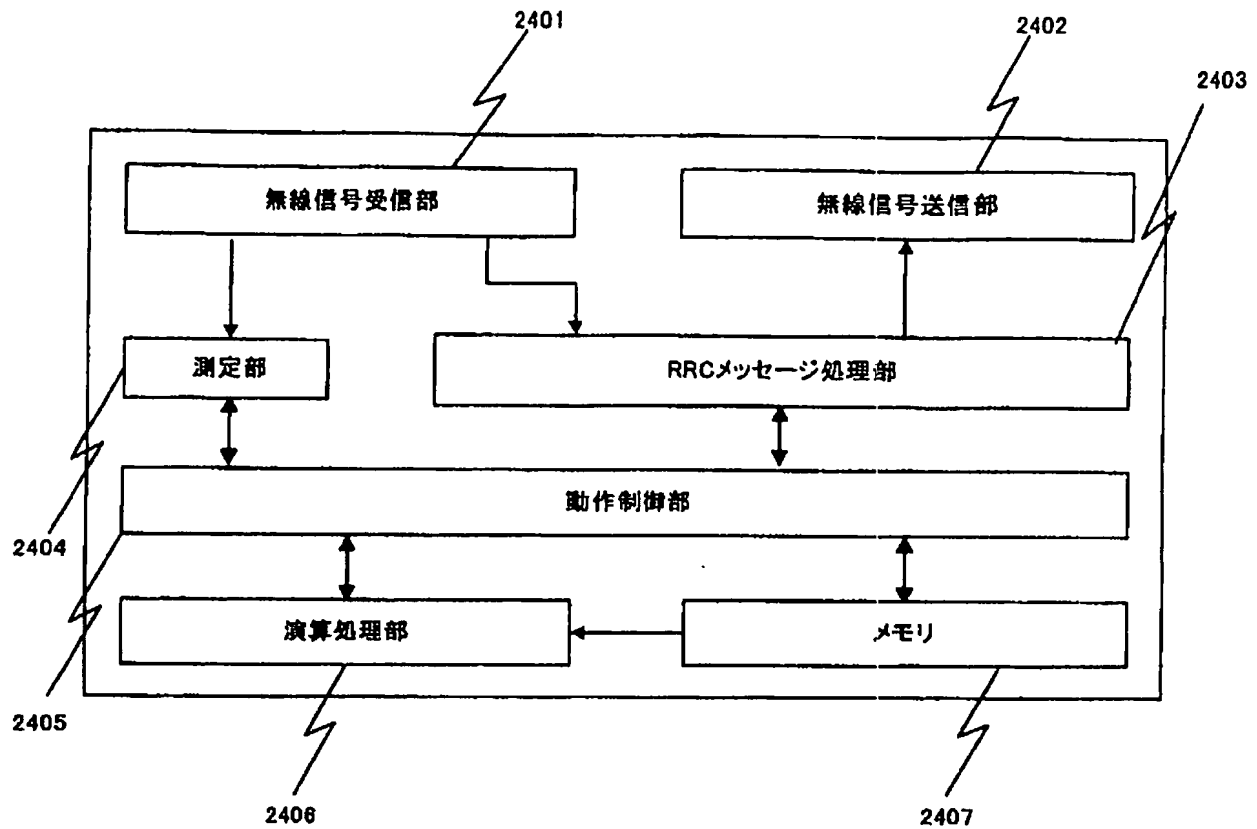 2401
2402
2403
無線信号受信部
無線信号送信部
測定部
RRCメッセージ処理部
動作制御部
2404
演算処理部
メモリ
2405
2406
2407